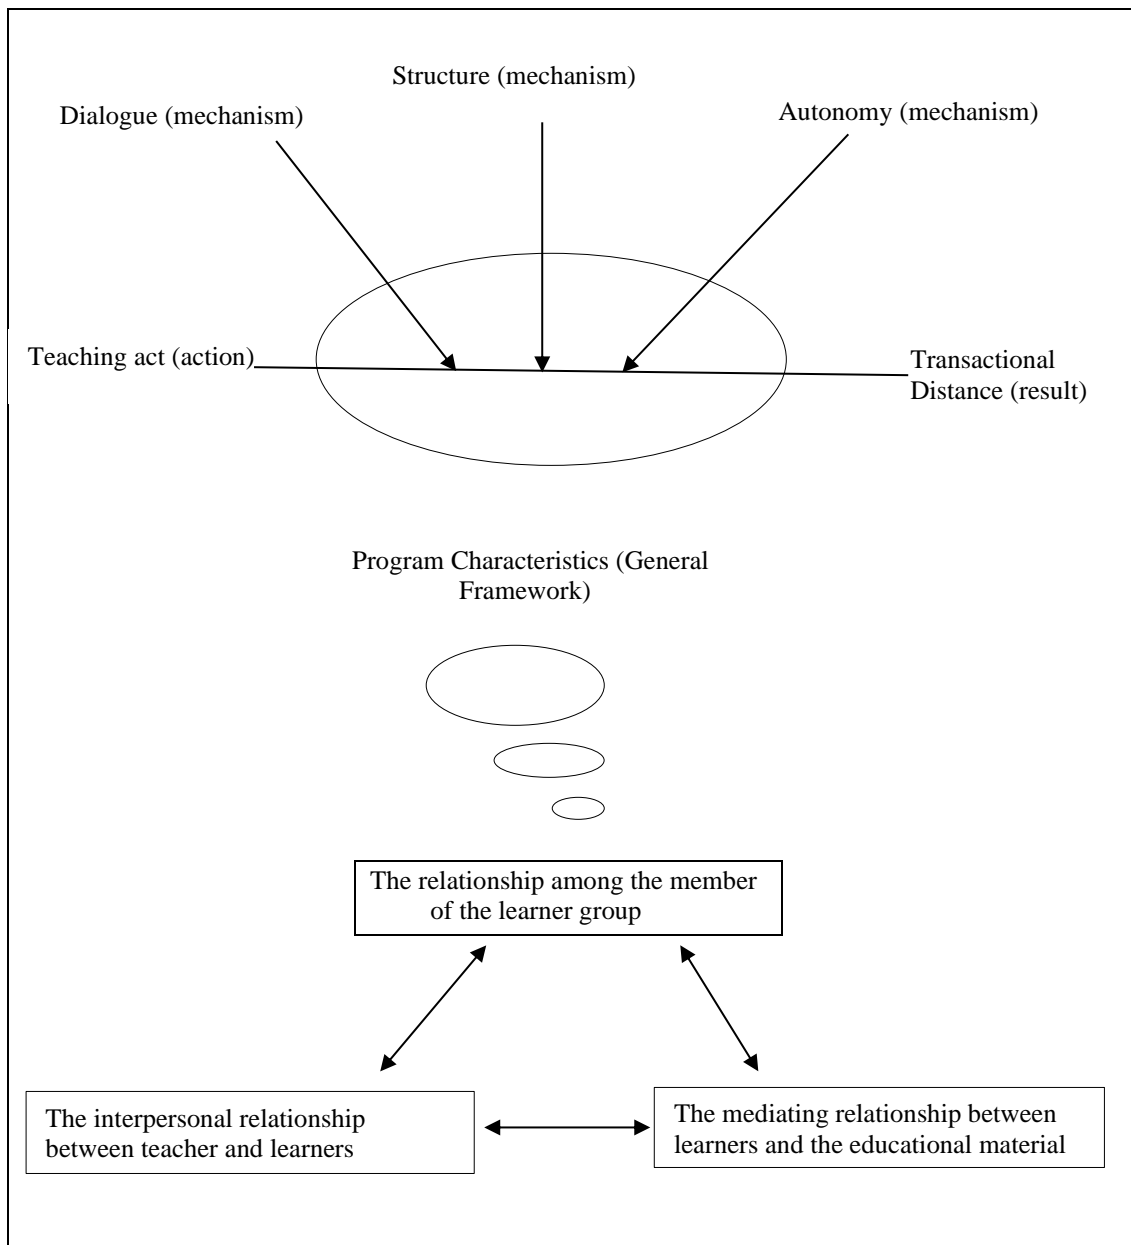 Structure (mechanism)
Dialogue (mechanism)
Autonomy (mechanism)
Teaching act (action)
Transactional
Distance (result)
Program Characteristics (General
Framework)
The relationship among the member
of the learner group
The interpersonal relationship
between teacher and learners
The mediating relationship between
learners and the educational material